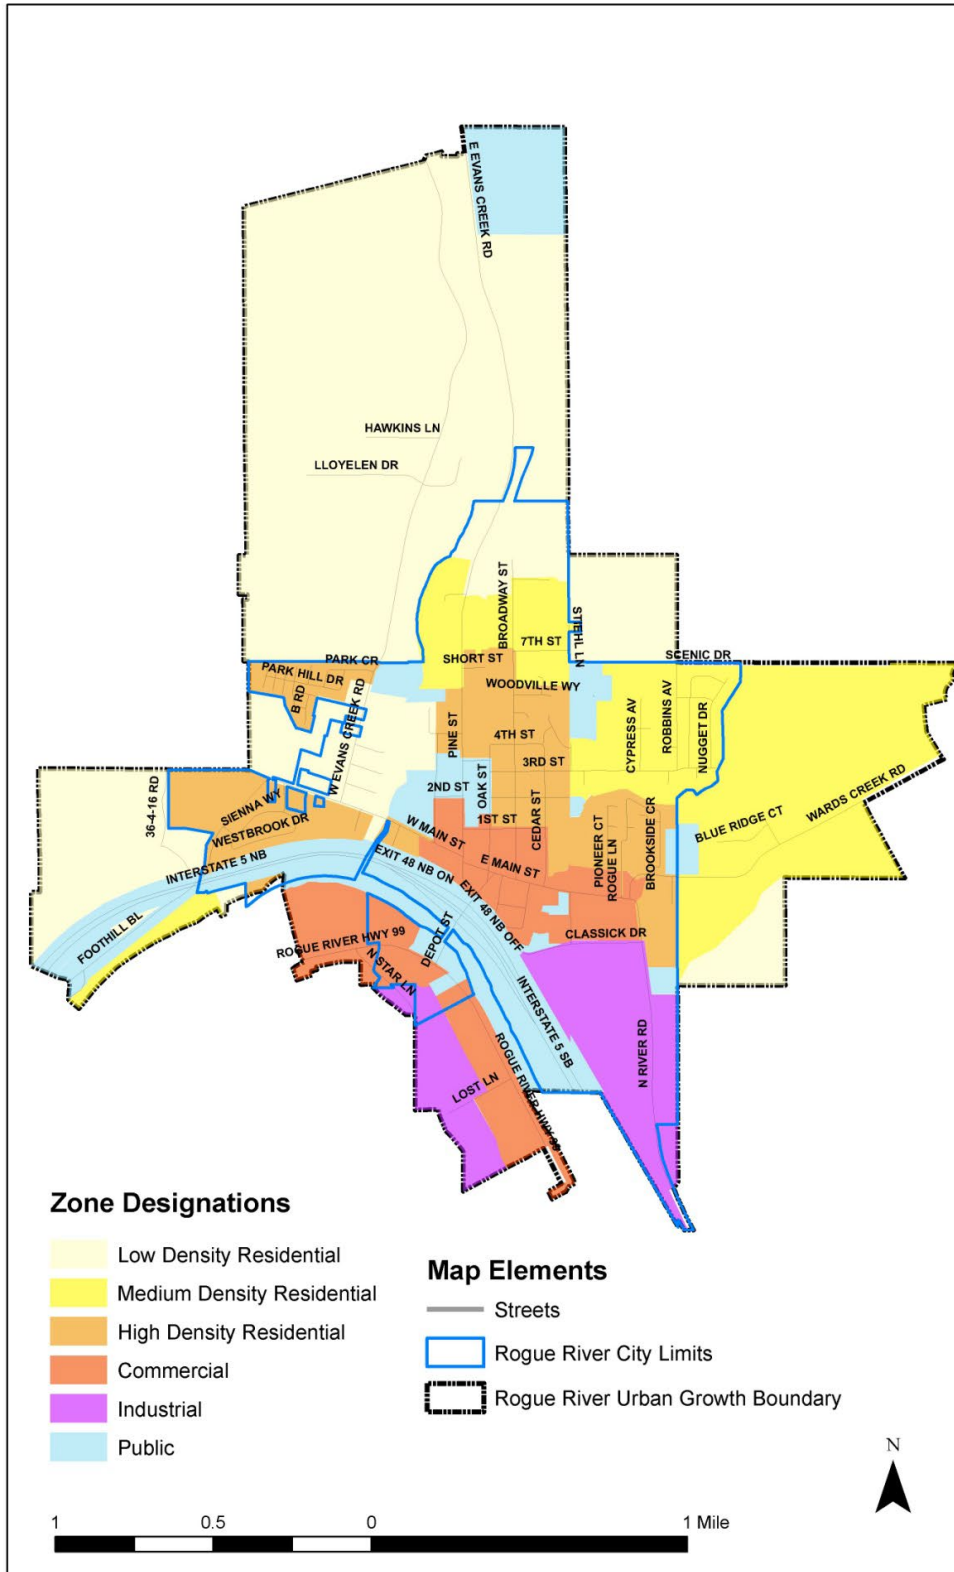 E EVANS CREEK RD
HAWKINS LN
LLOYELEN DR
BROADWAY ST
STIEHL LN
7TH ST
SHORT ST
SCENIC DR
PARK CR
PARK HILL DR
B RD
W EVANS CREEK RD
WOODVILLE WY
PINE ST
4TH ST
3RD ST
CYPRESS AV
ROBBINS AV
NUGGET DR
2ND ST
OAK ST
1ST ST
CEDAR ST
36-4-16 RD
SIENNA WY
WESTBROOK DR
W MAIN ST
E MAIN ST
PIONEER CT
ROGUE LN
BROOKSIDE CR
BLUE RIDGE CT
WARDS CREEK RD
INTERSTATE 5 NB
EXIT 48 NB ON
EXIT 48 NB OFF
FOOTHILL BL
ROGUE RIVER HWY 99
N STAR LN
DEPOT ST
CLASSICK DR
INTERSTATE 5 SB
N RIVER RD
LOST LN
ROGUE RIVER HWY 99
Zone Designations
Low Density Residential
Medium Density Residential
High Density Residential
Commercial
Industrial
Public
Map Elements
Streets
Rogue River City Limits
Rogue River Urban Growth Boundary
N
1 0.5 0 1 Mile